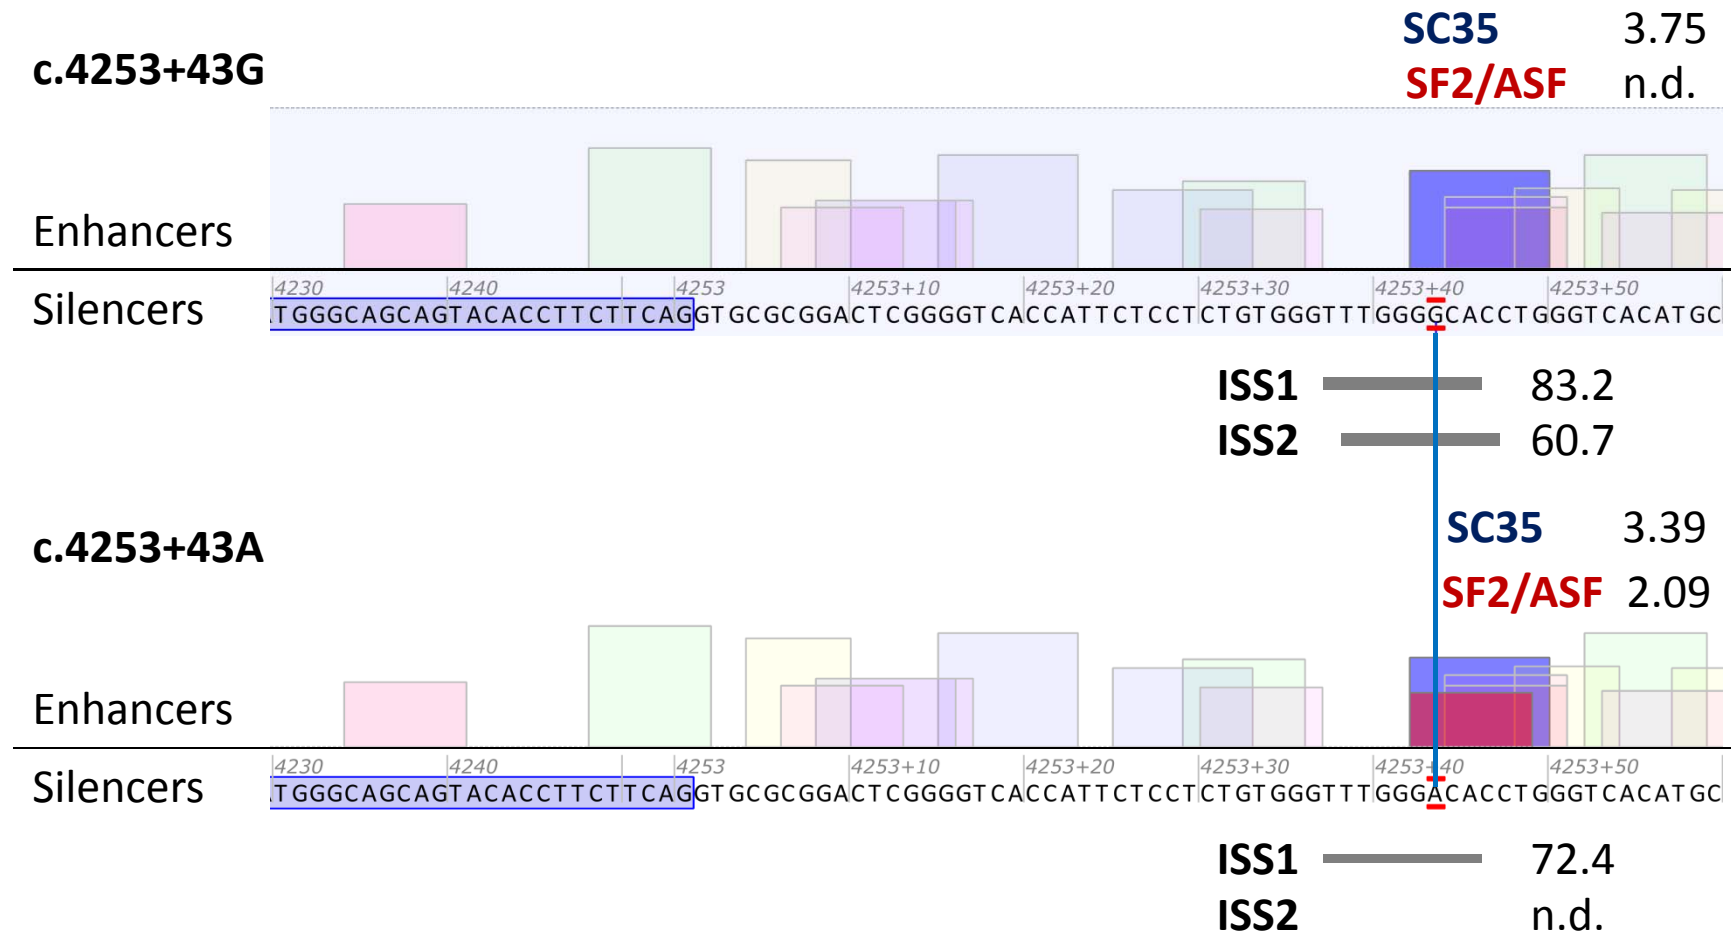 SC35 3.75
c.4253+43G
SF2/ASF n.d.
Enhancers
4230 4240 4253 4253+10 4253+20 4253+30 4253+40 4253+50
Silencers
TGGGCAGCAGTACACCTTCTTCAGGTGCGCGGACTCGGGGTCACCATTCTCCTCTGTGGGTTTGGGGCACCTGGGTCACATGC
ISS1 83.2
ISS2 60.7
SC35 3.39
c.4253+43A
SF2/ASF 2.09
Enhancers
4230 4240 4253 4253+10 4253+20 4253+30 4253+40 4253+50
Silencers
TGGGCAGCAGTACACCTTCTTCAGGTGCGCGGACTCGGGGTCACCATTCTCCTCTGTGGGTTTGGGACACCTGGGTCACATGC
ISS1 72.4
ISS2 n.d.